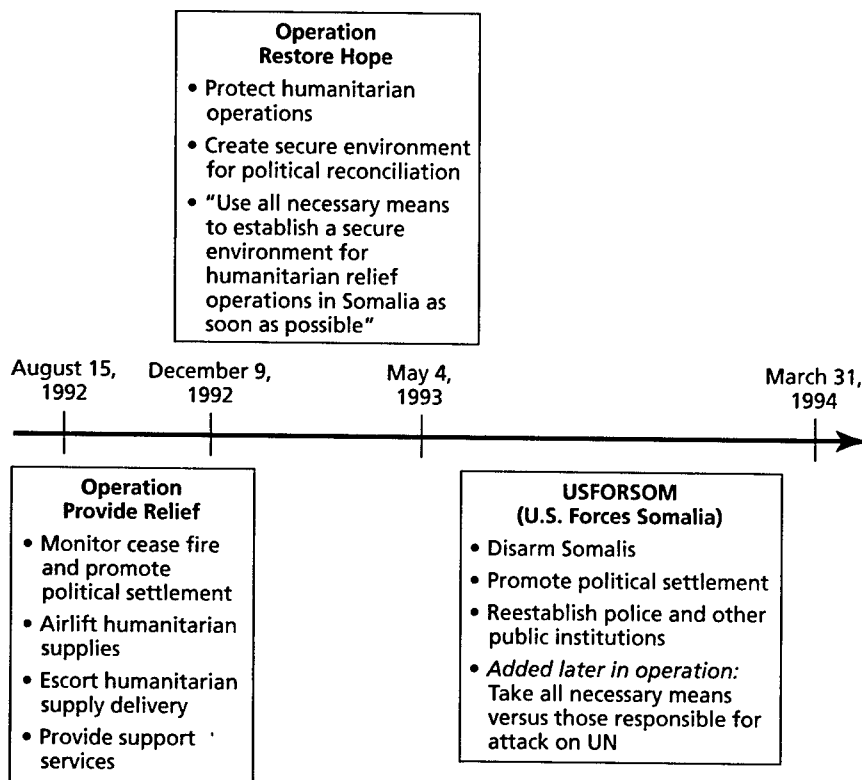 Operation
Restore Hope
• Protect humanitarian
operations
• Create secure environment
for political reconciliation
• "Use all necessary means
to establish a secure
environment for
humanitarian relief
operations in Somalia as
soon as possible"
August 15,
1992
December 9,
1992
May 4,
1993
March 31,
1994
Operation
Provide Relief
• Monitor cease fire
and promote
political settlement
• Airlift humanitarian
supplies
• Escort humanitarian
supply delivery
• Provide support
services
USFORSOM
(U.S. Forces Somalia)
• Disarm Somalis
• Promote political settlement
• Reestablish police and other
public institutions
• Added later in operation:
Take all necessary means
versus those responsible for
attack on UN